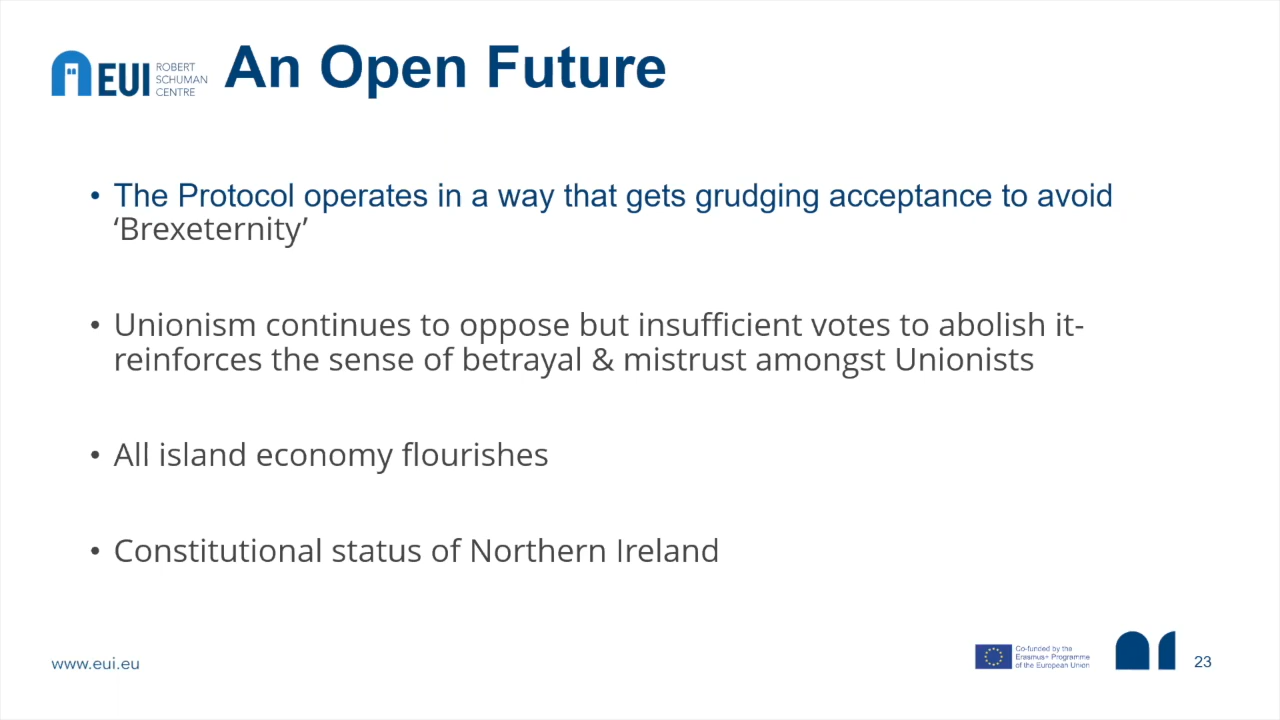 EUI
ROBERT
SCHUMAN
CENTRE
An Open Future
• The Protocol operates in a way that gets grudging acceptance to avoid
‘Brexeternity’
• Unionism continues to oppose but insufficient votes to abolish it-
reinforces the sense of betrayal & mistrust amongst Unionists
• All island economy flourishes
• Constitutional status of Northern Ireland
www.eui.eu
Co-funded by the
Erasmus+ Programme
of the European Union
23